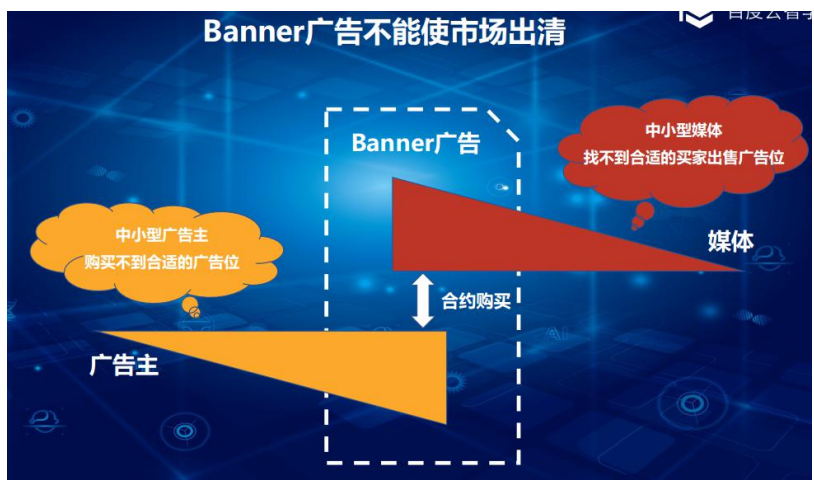 Banner广告不能使市场出清
Banner广告
中小型媒体
找不到合适的买家出售广告位
中小型广告主
购买不到合适的广告位
媒体
合约购买
广告主
AI